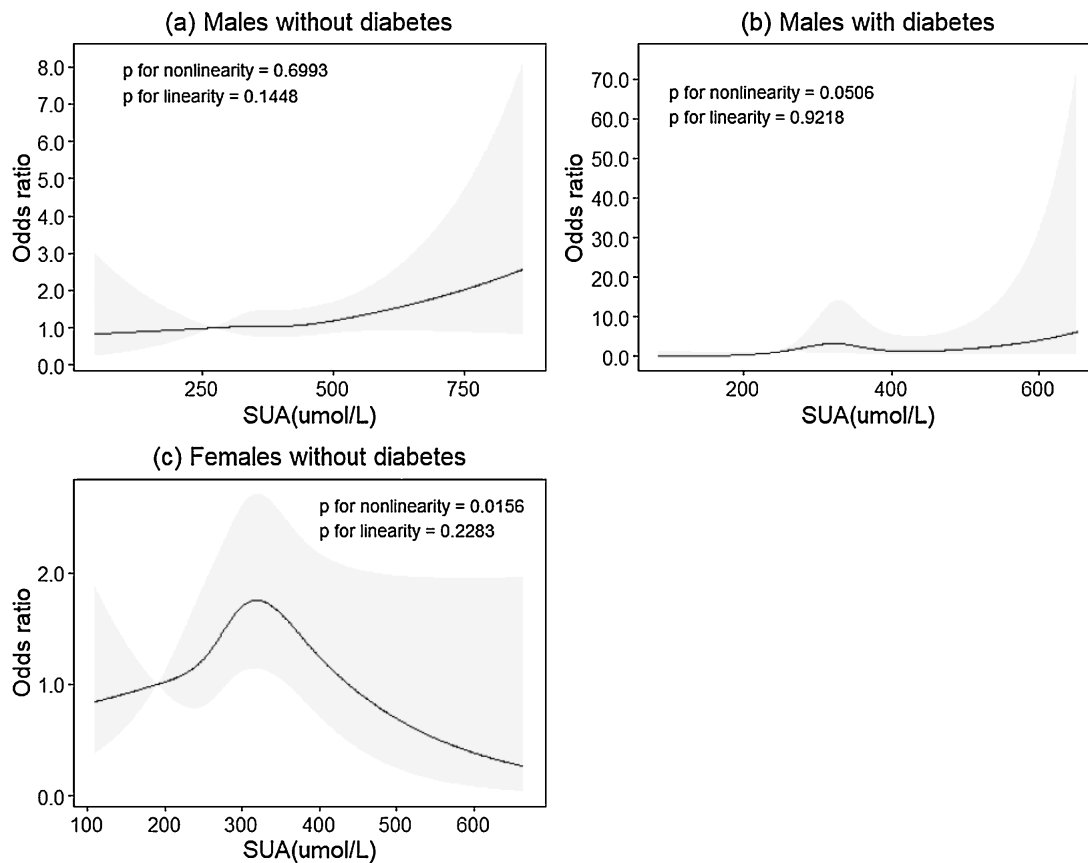 (a) Males without diabetes
p for nonlinearity = 0.6993
p for linearity = 0.1448
Odds ratio
8.0
7.0
6.0
5.0
4.0
3.0
2.0
1.0
0.0
250 500 750
SUA(umol/L)
(b) Males with diabetes
p for nonlinearity = 0.0506
p for linearity = 0.9218
Odds ratio
70.0
60.0
50.0
40.0
30.0
20.0
10.0
0.0
200 400 600
SUA(umol/L)
(c) Females without diabetes
p for nonlinearity = 0.0156
p for linearity = 0.2283
Odds ratio
2.0
1.0
0.0
100 200 300 400 500 600
SUA(umol/L)